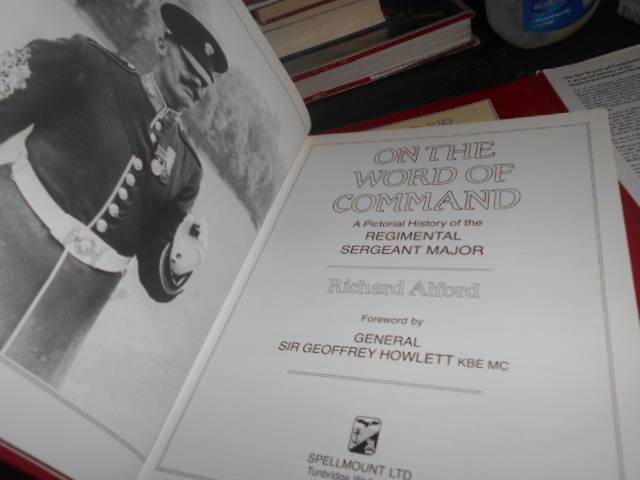 ON THE
WORD OF
COMMAND
A Pictorial History of the
REGIMENTAL
SERGEANT MAJOR
Richard Alford
Foreword by
GENERAL
SIR GEOFFREY HOWLETT KBE MC
SPELLMOUNT LTD
Tunbridge